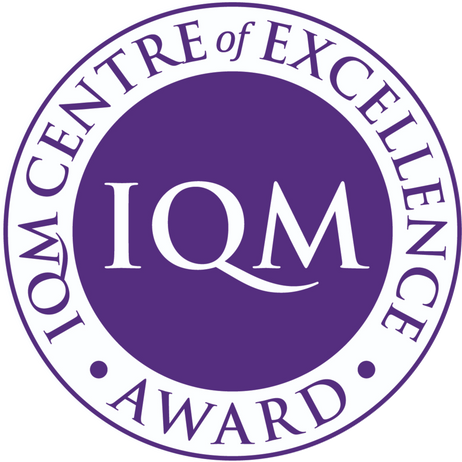 IQM CENTRE of EXCELLENCE
IQM
• AWARD •